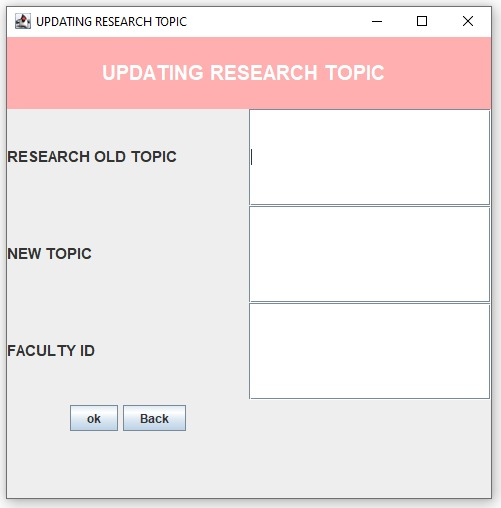 UPDATING RESEARCH TOPIC
UPDATING RESEARCH TOPIC
RESEARCH OLD TOPIC
NEW TOPIC
FACULTY ID
ok Back